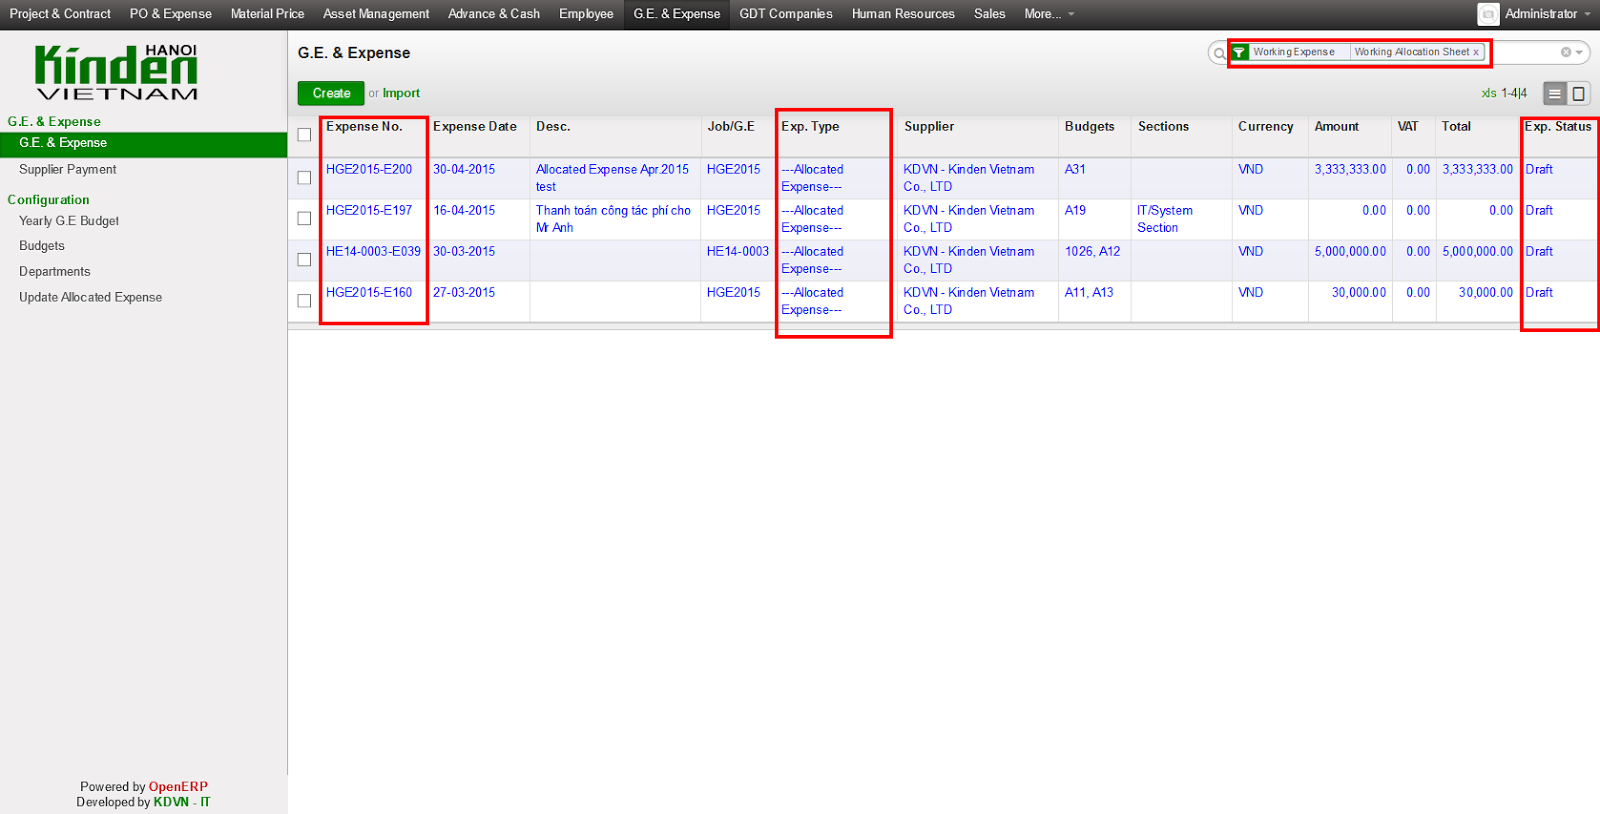 Project & Contract PO & Expense Material Price Asset Management Advance & Cash Employee G.E. & Expense GDT Companies Human Resources Sales More... Administrator
Kinden HANOI
VIETNAM
G.E. & Expense
G.E. & Expense
Supplier Payment
Configuration
Yearly G.E Budget
Budgets
Departments
Update Allocated Expense
Powered by OpenERP
Developed by KDVN - IT
G.E. & Expense
Working Expense Working Allocation Sheet x
Create or Import
xls 1-4|4
Expense No. Expense Date Desc. Job/G.E Exp. Type Supplier Budgets Sections Currency Amount VAT Total Exp. Status
HGE2015-E200 30-04-2015 Allocated Expense Apr.2015 HGE2015 ---Allocated KDVN - Kinden Vietnam A31 VND 3,333,333.00 0.00 3,333,333.00 Draft
test Expense--- Co., LTD
HGE2015-E197 16-04-2015 Thanh toán công tác phí cho HGE2015 ---Allocated KDVN - Kinden Vietnam A19 IT/System VND 0.00 0.00 0.00 Draft
Mr Anh Expense--- Co., LTD Section
HE14-0003-E039 30-03-2015 HE14-0003 ---Allocated KDVN - Kinden Vietnam 1026, A12 VND 5,000,000.00 0.00 5,000,000.00 Draft
Expense--- Co., LTD
HGE2015-E160 27-03-2015 HGE2015 ---Allocated KDVN - Kinden Vietnam A11, A13 VND 30,000.00 0.00 30,000.00 Draft
Expense--- Co., LTD